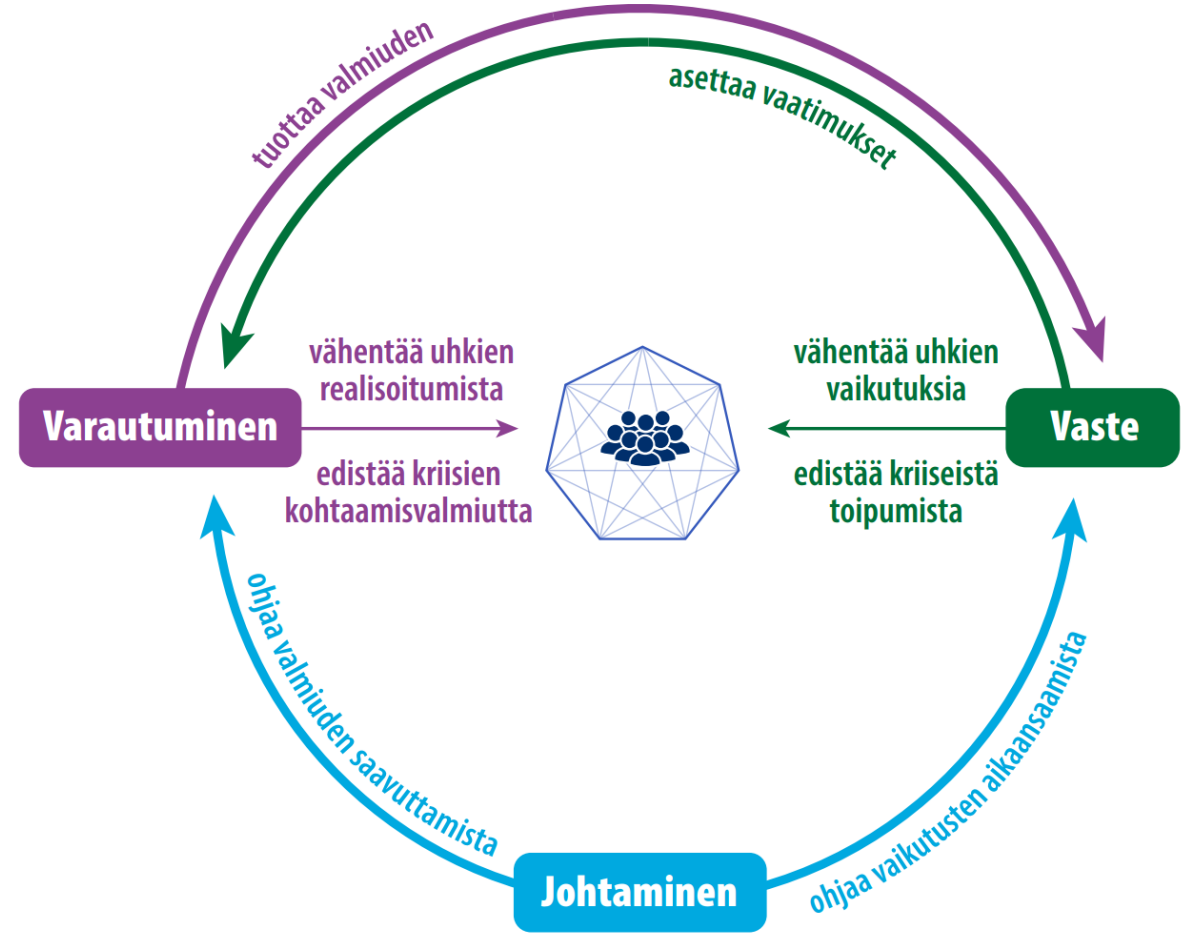 tuottaa valmiuden
asettaa vaatimukset
vähentää uhkien
realisoitumista
vähentää uhkien
vaikutuksia
Varautuminen
Vaste
edistää kriisien
kohtaamisvalmiutta
edistää kriiseistä
toipumista
ohjaa valmiuden saavuttamista
ohjaa vaikutusten aikaansaamista
Johtaminen